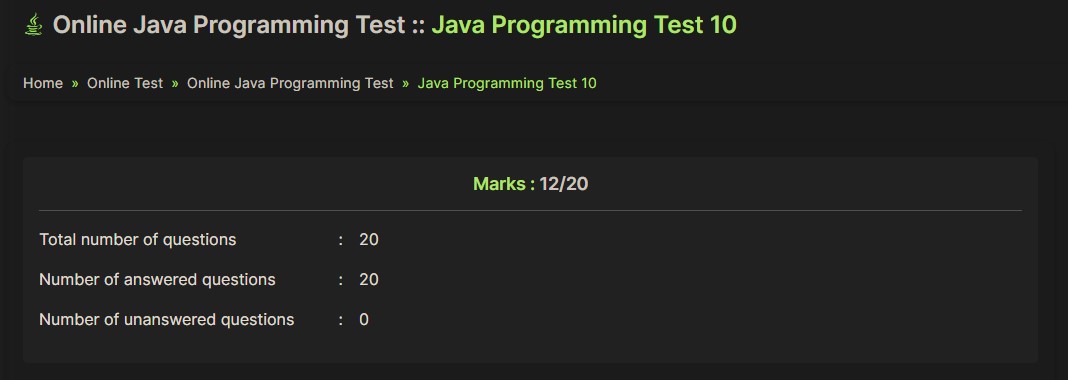 Online Java Programming Test :: Java Programming Test 10
Home » Online Test » Online Java Programming Test » Java Programming Test 10
Marks : 12/20
Total number of questions : 20
Number of answered questions : 20
Number of unanswered questions : 0